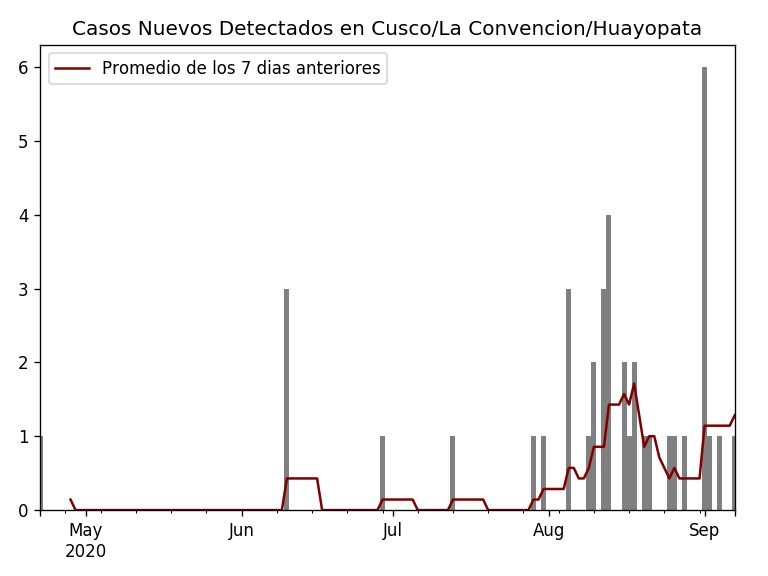 Casos Nuevos Detectados en Cusco/La Convencion/Huayopata
Promedio de los 7 dias anteriores
6
5
4
3
2
1
0
May Jun Jul Aug Sep
2020